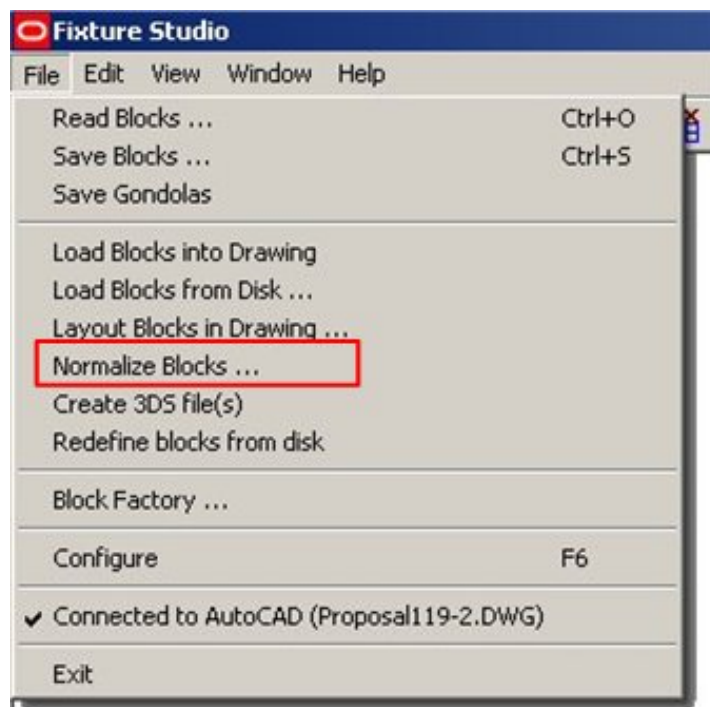 Fixture Studio
File Edit View Window Help
Read Blocks ... Ctrl+O
Save Blocks ... Ctrl+S
Save Gondolas
Load Blocks into Drawing
Load Blocks from Disk ...
Layout Blocks in Drawing ...
Normalize Blocks ...
Create 3DS file(s)
Redefine blocks from disk
Block Factory ...
Configure F6
Connected to AutoCAD (Proposal119-2.DWG)
Exit